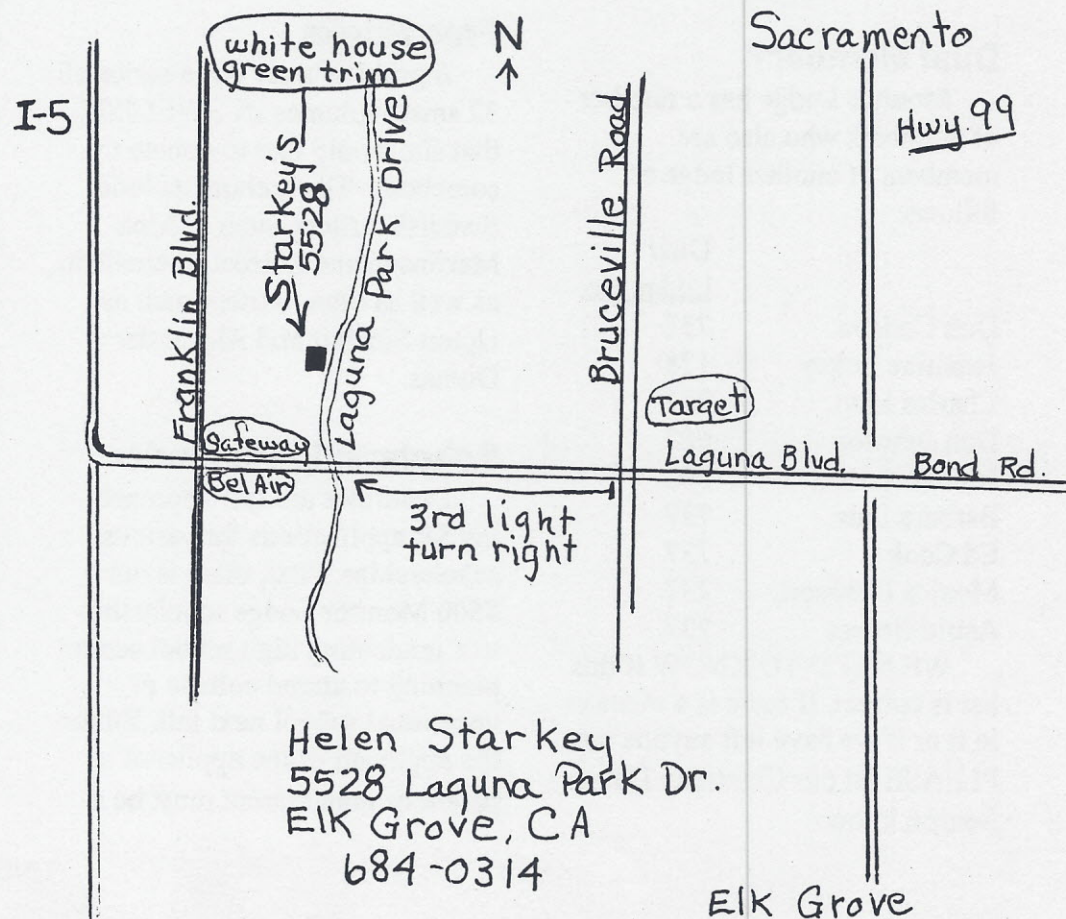 white house
green trim
N
Sacramento
I-5
Hwy 99
Franklin Blvd.
Starkey's
5528
Laguna Park Drive
Bruceville Road
Target
Safeway
Bel Air
Laguna Blvd.
Bond Rd.
3rd light
turn right
Helen Starkey
5528 Laguna Park Dr.
Elk Grove, CA
684-0314
Elk Grove